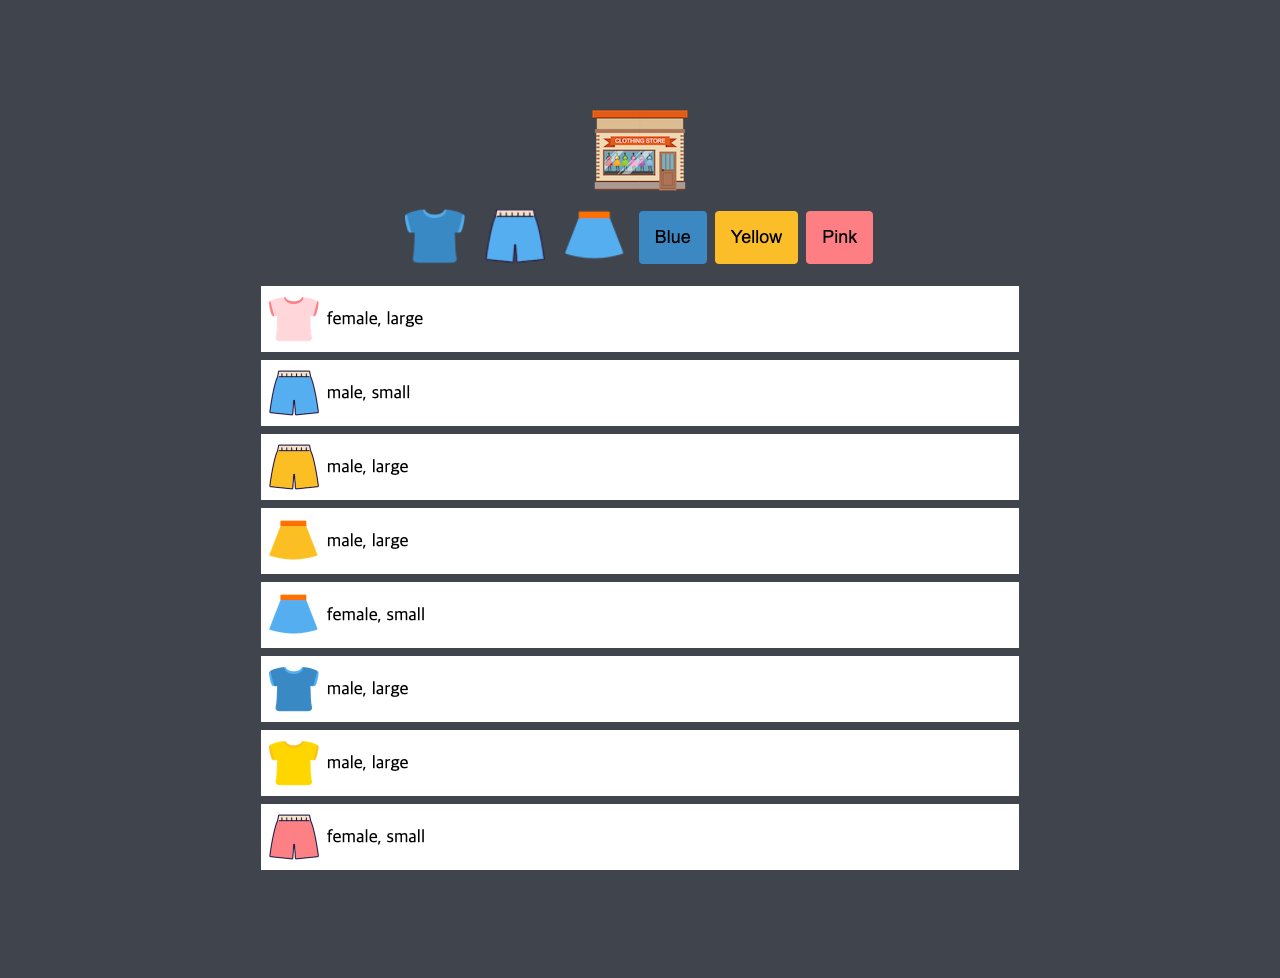 CLOTHING STORE
Blue
Yellow
Pink
female, large
male, small
male, large
male, large
female, small
male, large
male, large
female, small